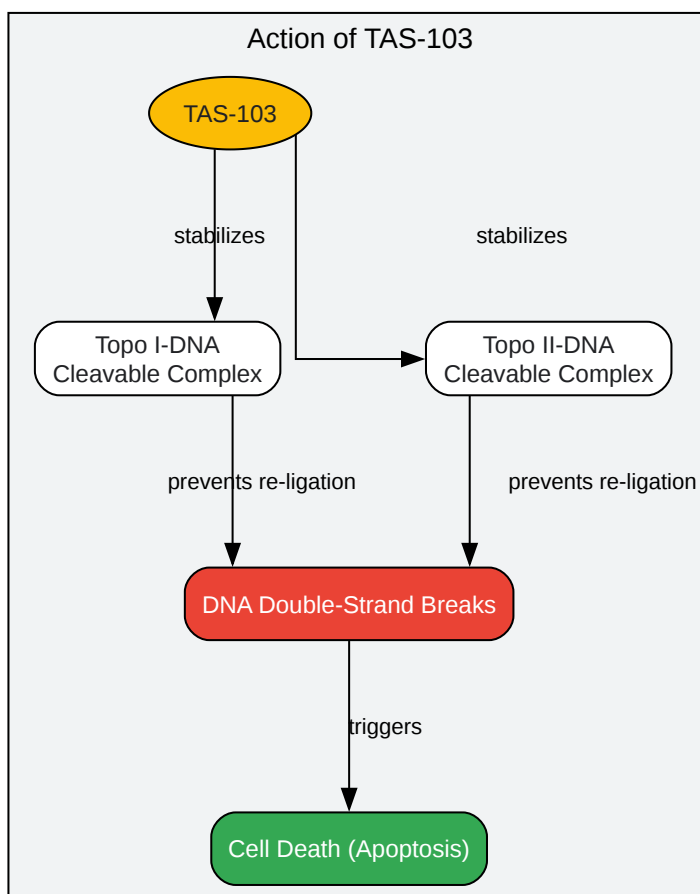 Action of TAS-103
TAS-103
stabilizes
stabilizes
Topo I-DNA
Cleavable Complex
Topo II-DNA
Cleavable Complex
prevents re-ligation
prevents re-ligation
DNA Double-Strand Breaks
triggers
Cell Death (Apoptosis)